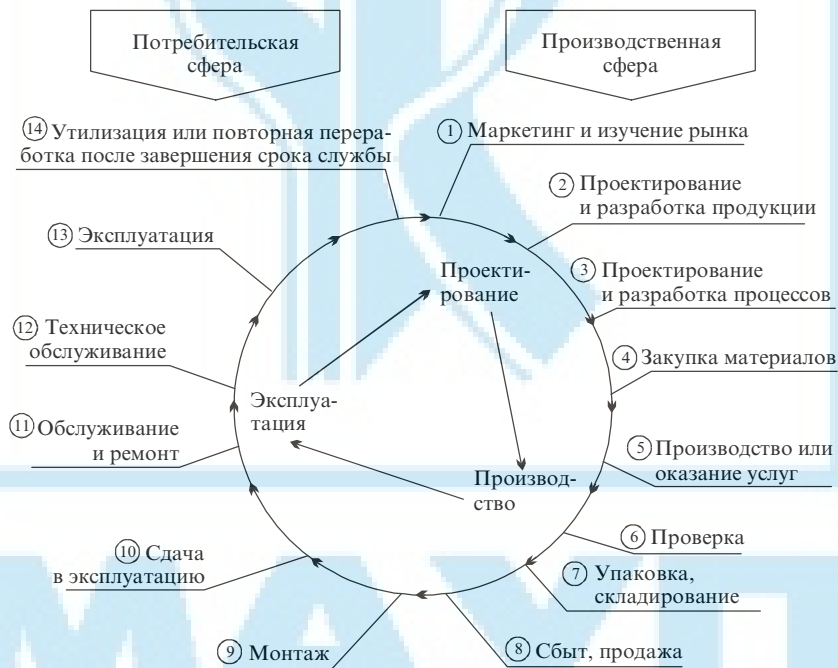 Потребительская
сфера
Производственная
сфера
1 Маркетинг и изучение рынка
2 Проектирование
и разработка продукции
3 Проектирование
и разработка процессов
4 Закупка материалов
5 Производство или
оказание услуг
6 Проверка
7 Упаковка,
складирование
8 Сбыт, продажа
9 Монтаж
10 Сдача
в эксплуатацию
11 Обслуживание
и ремонт
12 Техническое
обслуживание
13 Эксплуатация
14 Утилизация или повторная перера-
ботка после завершения срока службы
Проекти-
рование
Производ-
ство
Эксплуа-
тация